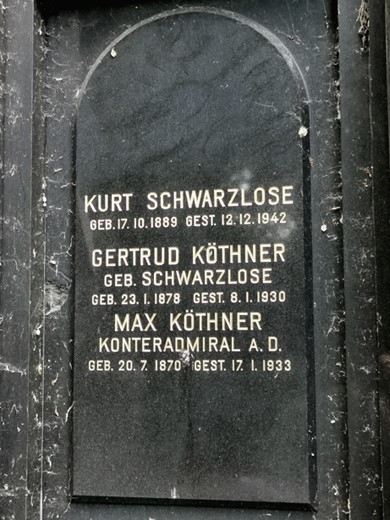 KURT SCHWARZLOSE
GEB. 17. 10. 1889 GEST. 12. 12. 1942
GERTRUD KÖTHNER
GEB. SCHWARZLOSE
GEB. 23. 1. 1878 GEST. 8. 1. 1930
MAX KÖTHNER
KONTERADMIRAL A. D.
GEB. 20. 7. 1870 GEST. 17. 1. 1933